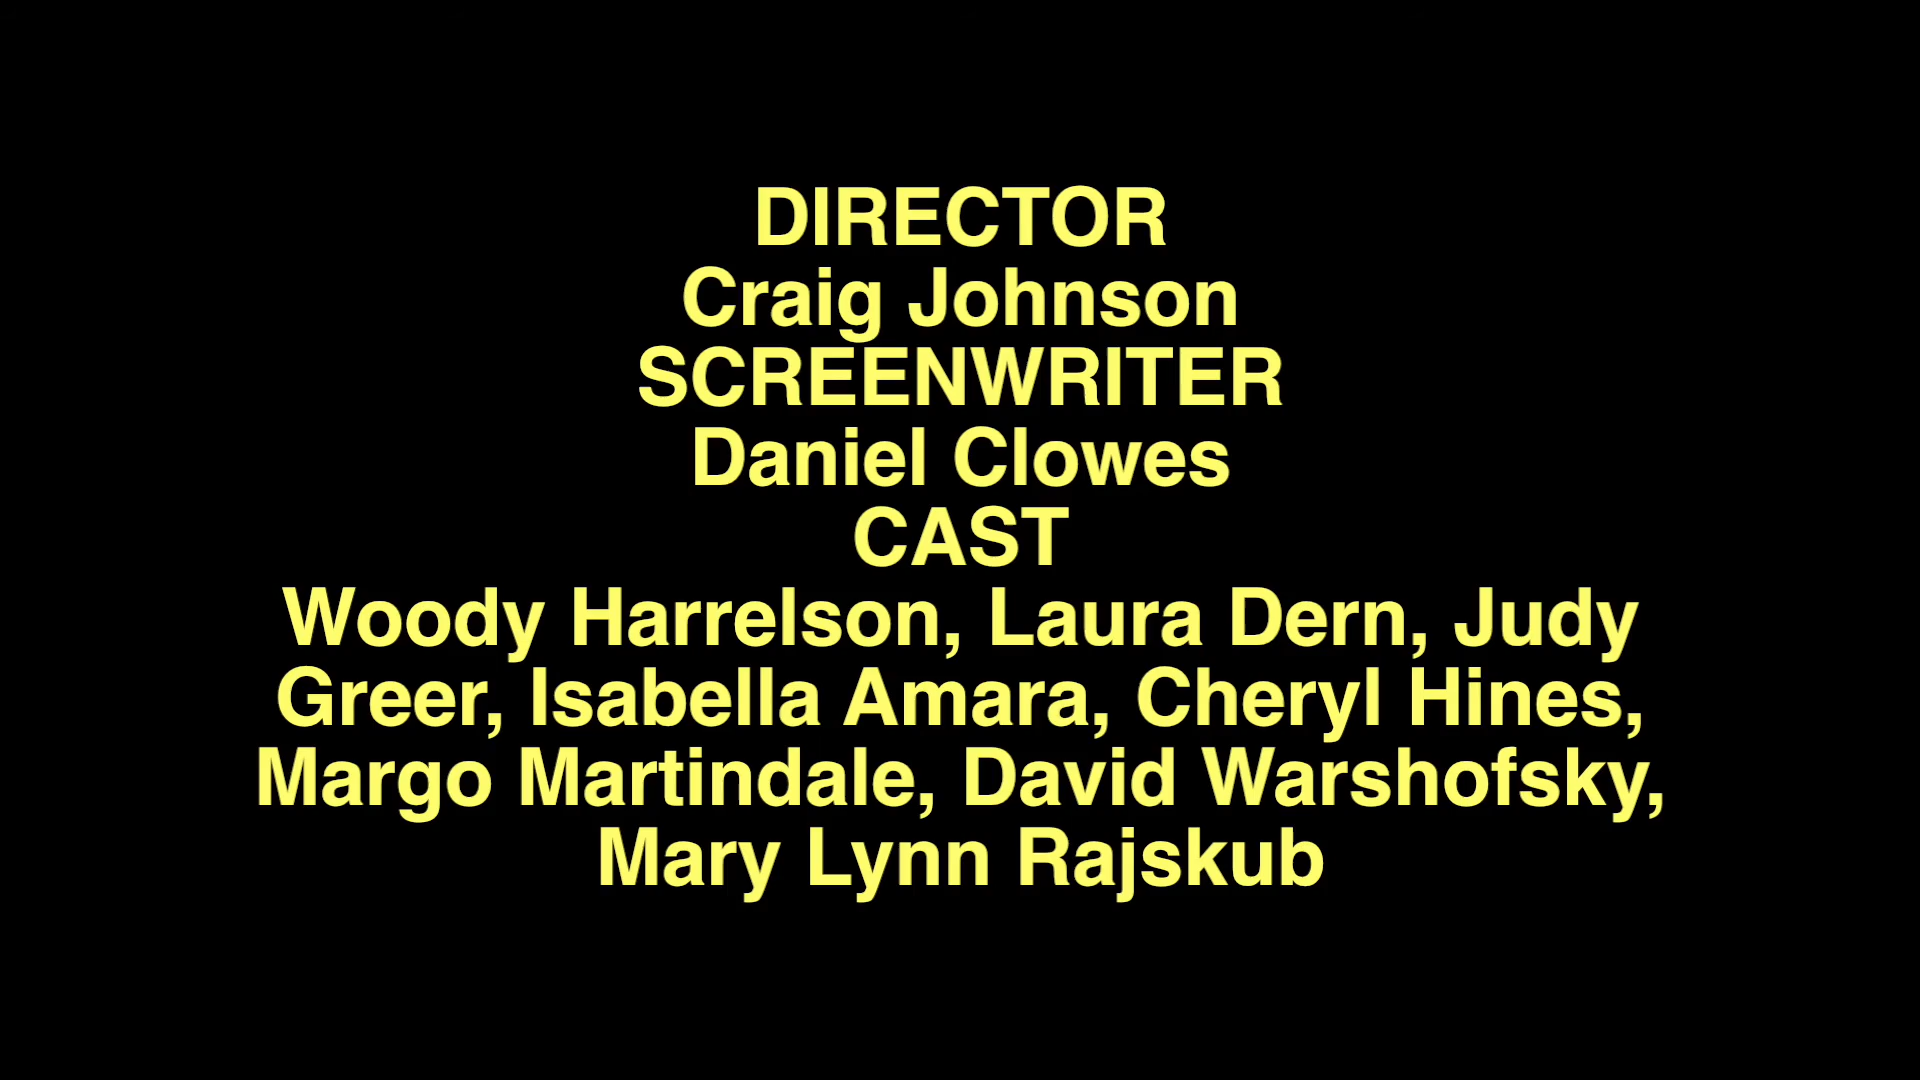 DIRECTOR
Craig Johnson
SCREENWRITER
Daniel Clowes
CAST
Woody Harrelson, Laura Dern, Judy
Greer, Isabella Amara, Cheryl Hines,
Margo Martindale, David Warshofsky,
Mary Lynn Rajskub